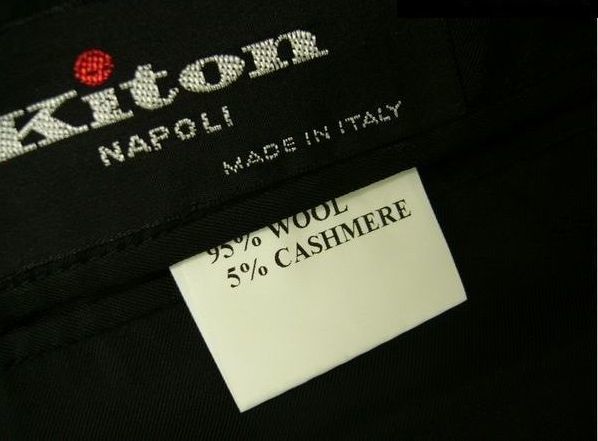 Kiton
NAPOLI
MADE IN ITALY
95% WOOL
5% CASHMERE